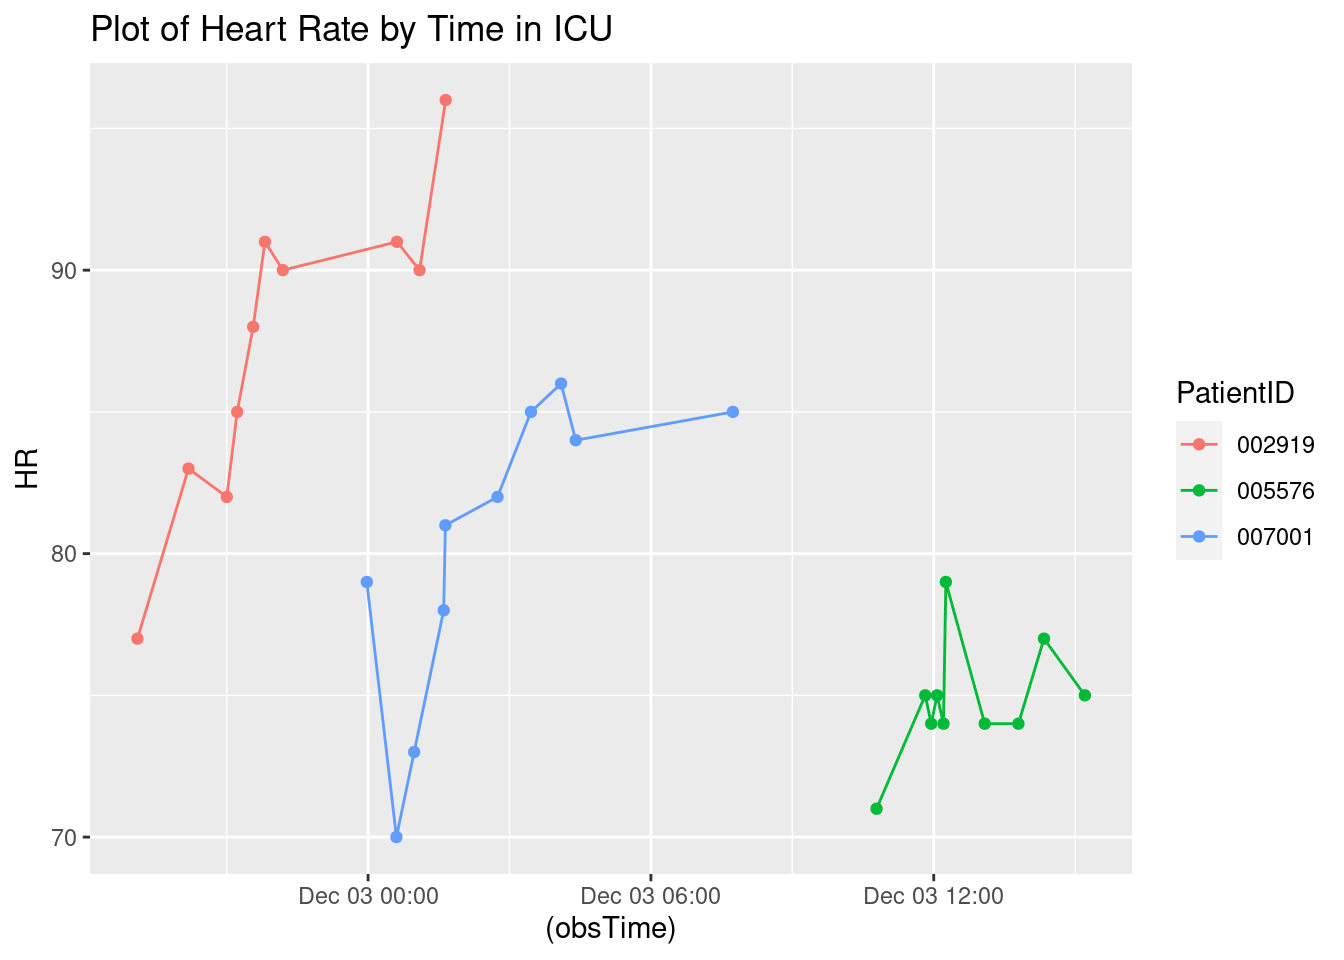 Plot of Heart Rate by Time in ICU
HR
90
80
70
Dec 03 00:00
Dec 03 06:00
Dec 03 12:00
(obsTime)
PatientID
002919
005576
007001